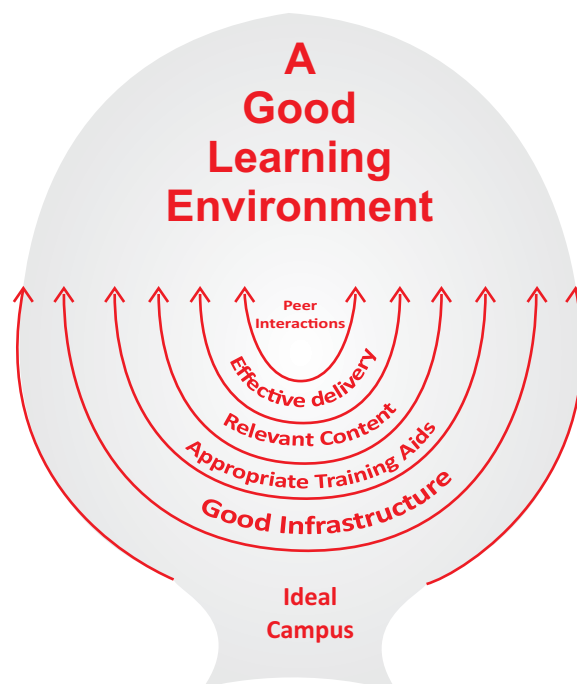 A
Good
Learning
Environment
Peer
Interactions
Effective delivery
Relevant Content
Appropriate Training Aids
Good Infrastructure
Ideal
Campus